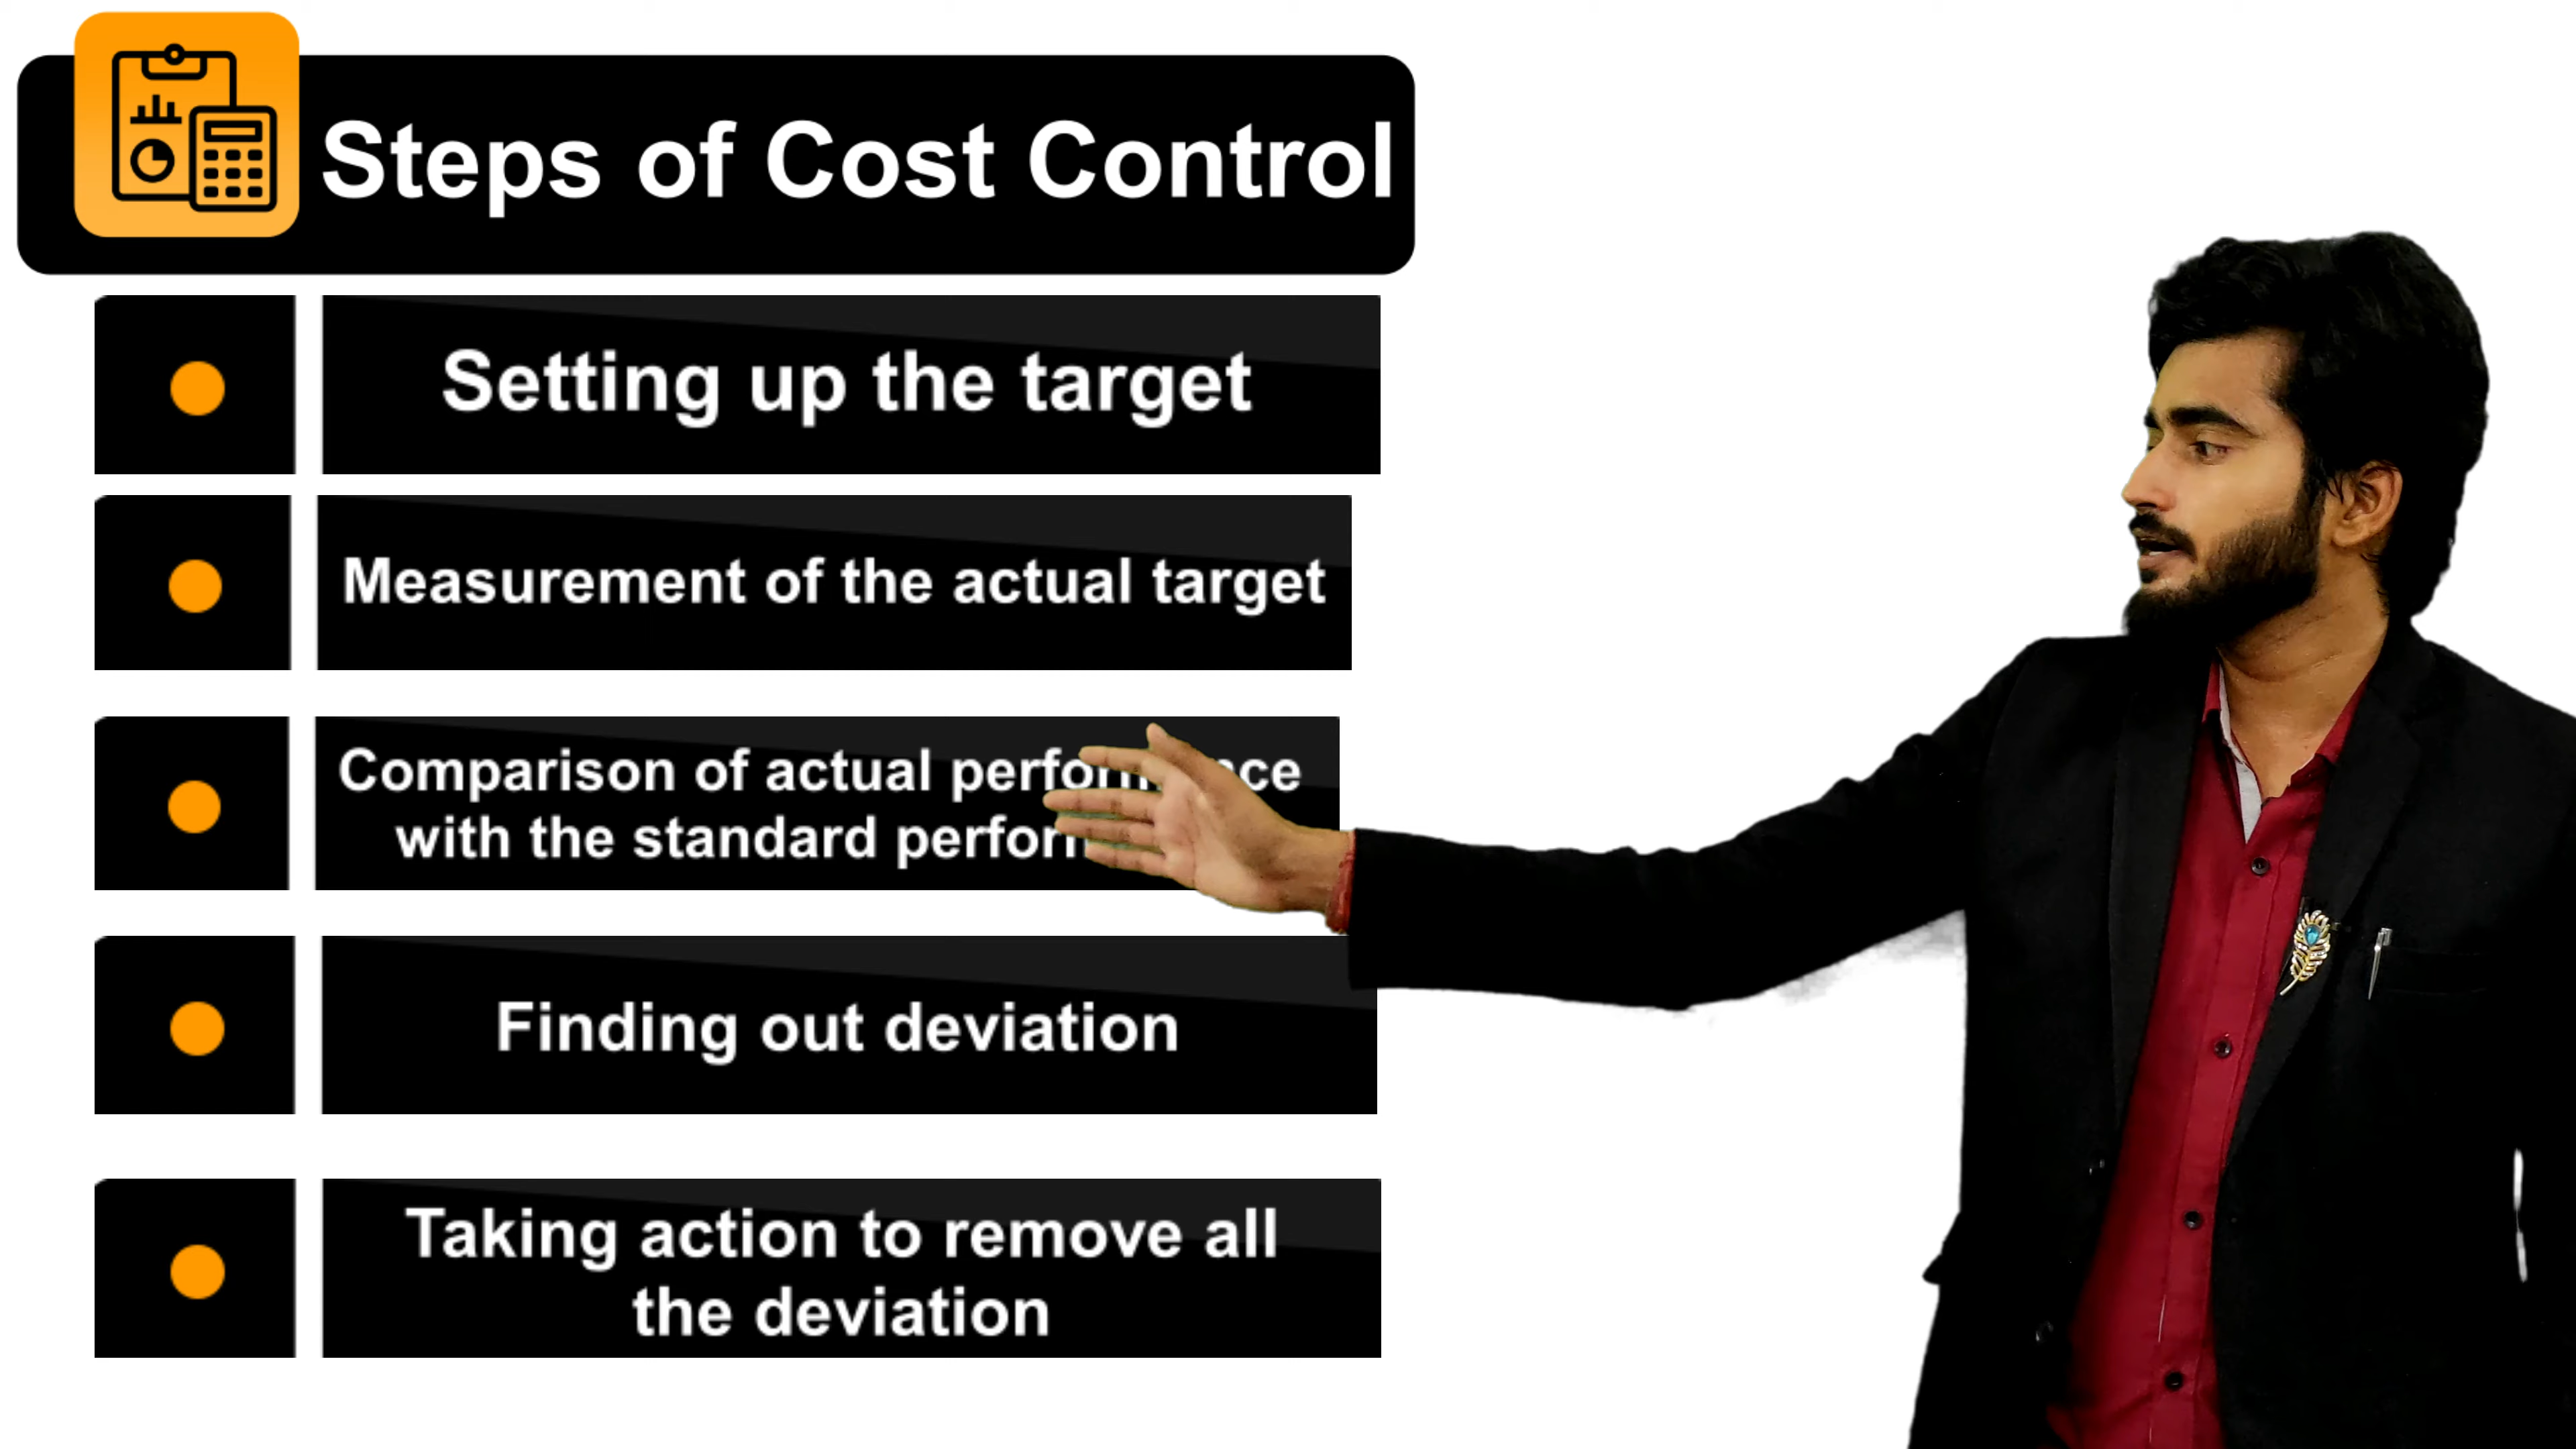 Steps of Cost Control
Setting up the target
Measurement of the actual target
Comparison of actual
with the standard
Finding out deviation
Taking action to remove all
the deviation